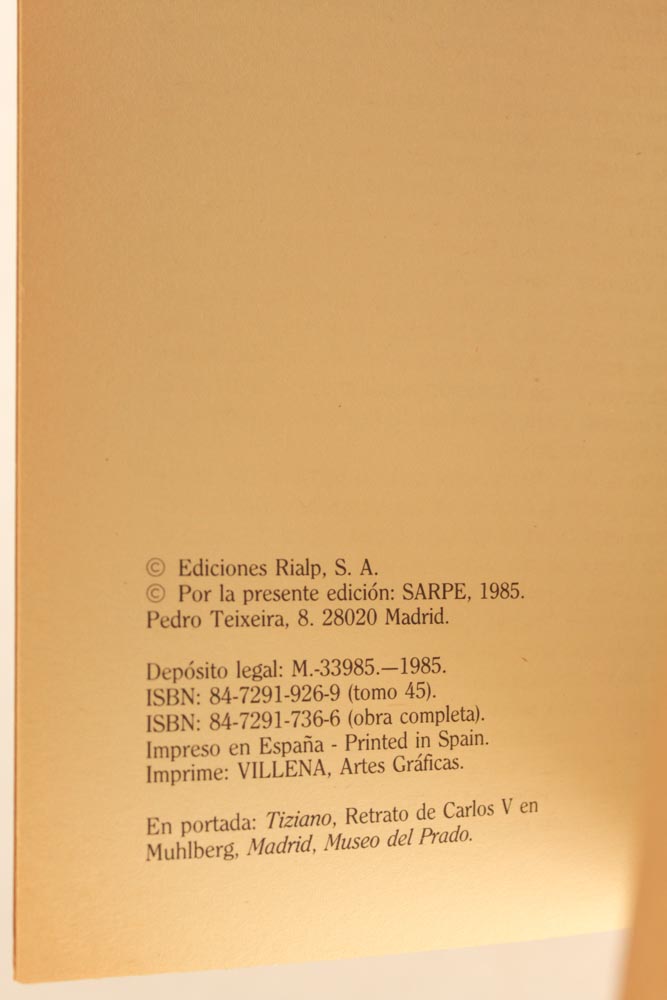 © Ediciones Rialp, S. A.
© Por la presente edición: SARPE, 1985.
Pedro Teixeira, 8. 28020 Madrid.
Depósito legal: M.-33985.—1985.
ISBN: 84-7291-926-9 (tomo 45).
ISBN: 84-7291-736-6 (obra completa).
Impreso en España - Printed in Spain.
Imprime: VILLENA, Artes Gráficas.
En portada: Tiziano, Retrato de Carlos V en
Muhlberg, Madrid, Museo del Prado.